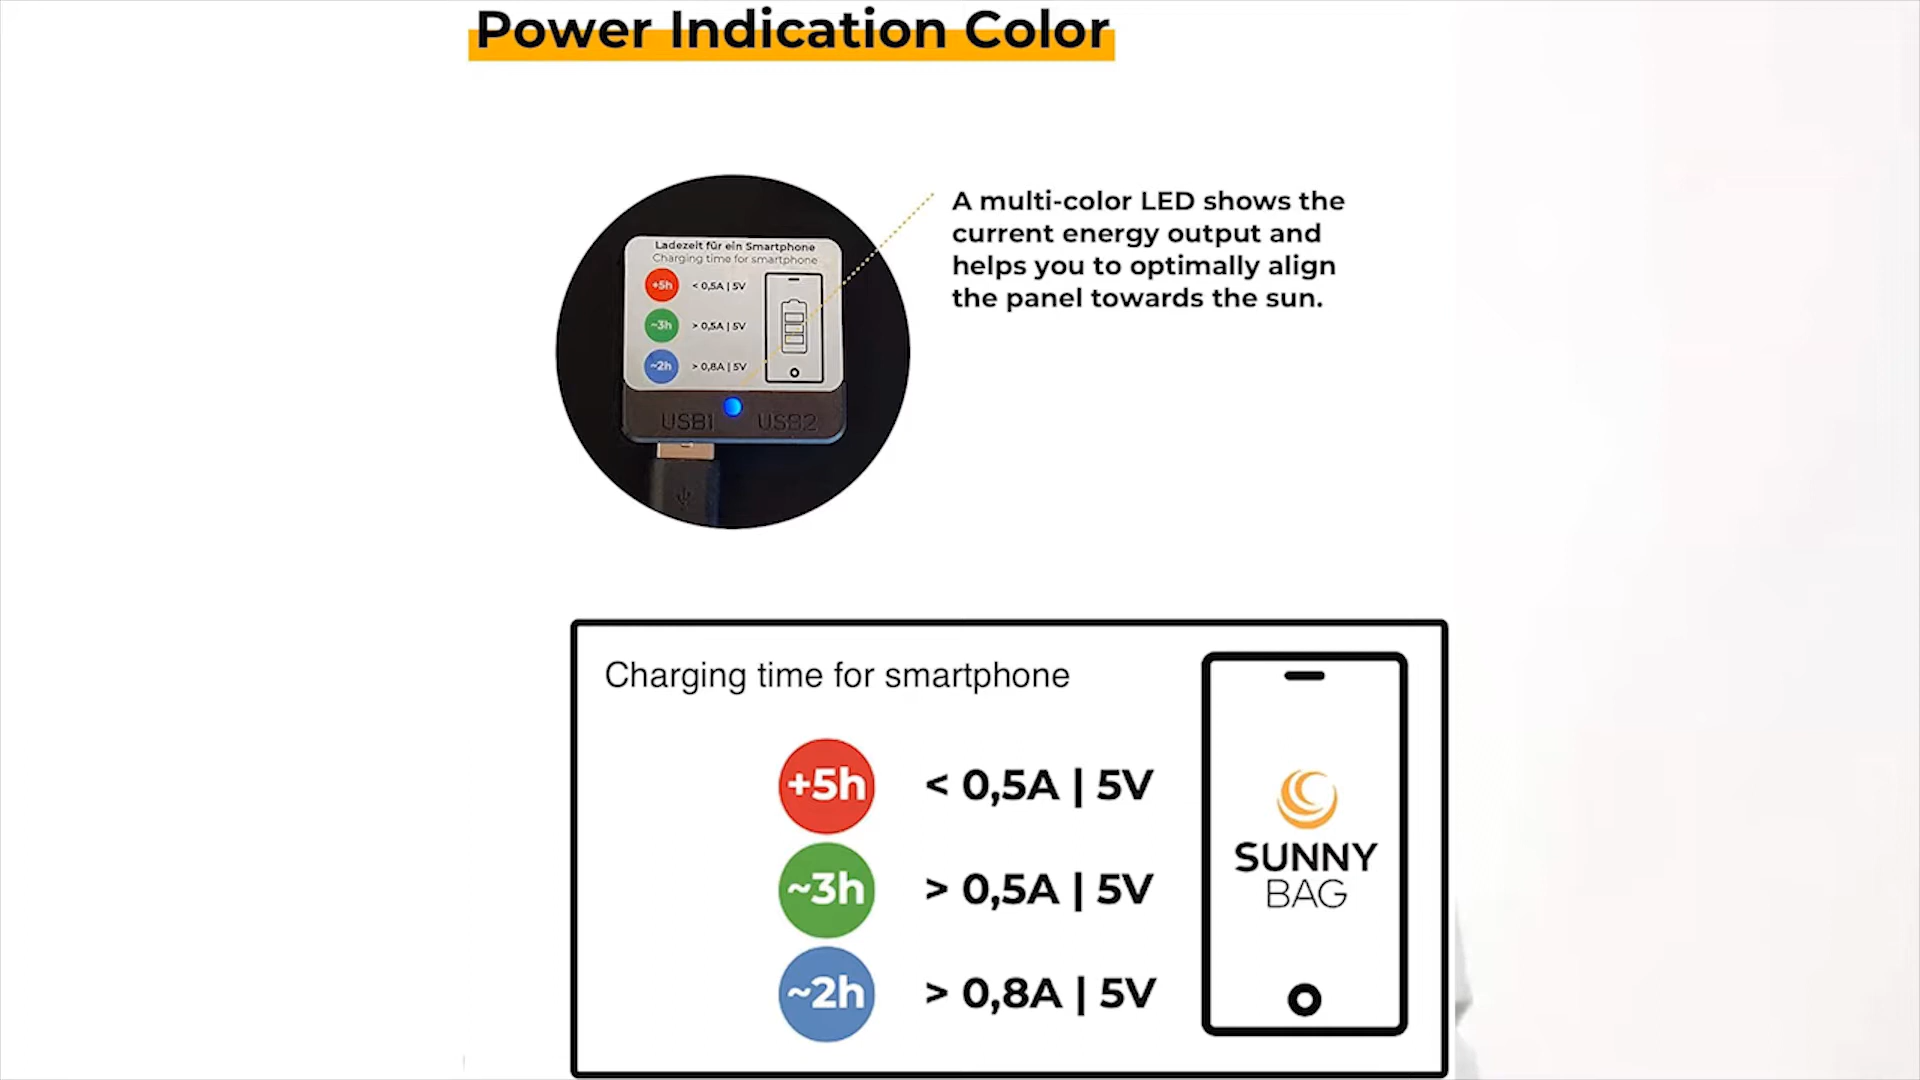 Power Indication Color
A multi-color LED shows the
current energy output and
helps you to optimally align
the panel towards the sun.
Ladezeit für ein Smartphone
Charging time for smartphone
+5h < 0,5A | 5V
~3h > 0,5A | 5V
~2h > 0,8A | 5V
USB1 USB2
Charging time for smartphone
+5h < 0,5A | 5V
~3h > 0,5A | 5V
~2h > 0,8A | 5V
SUNNY
BAG